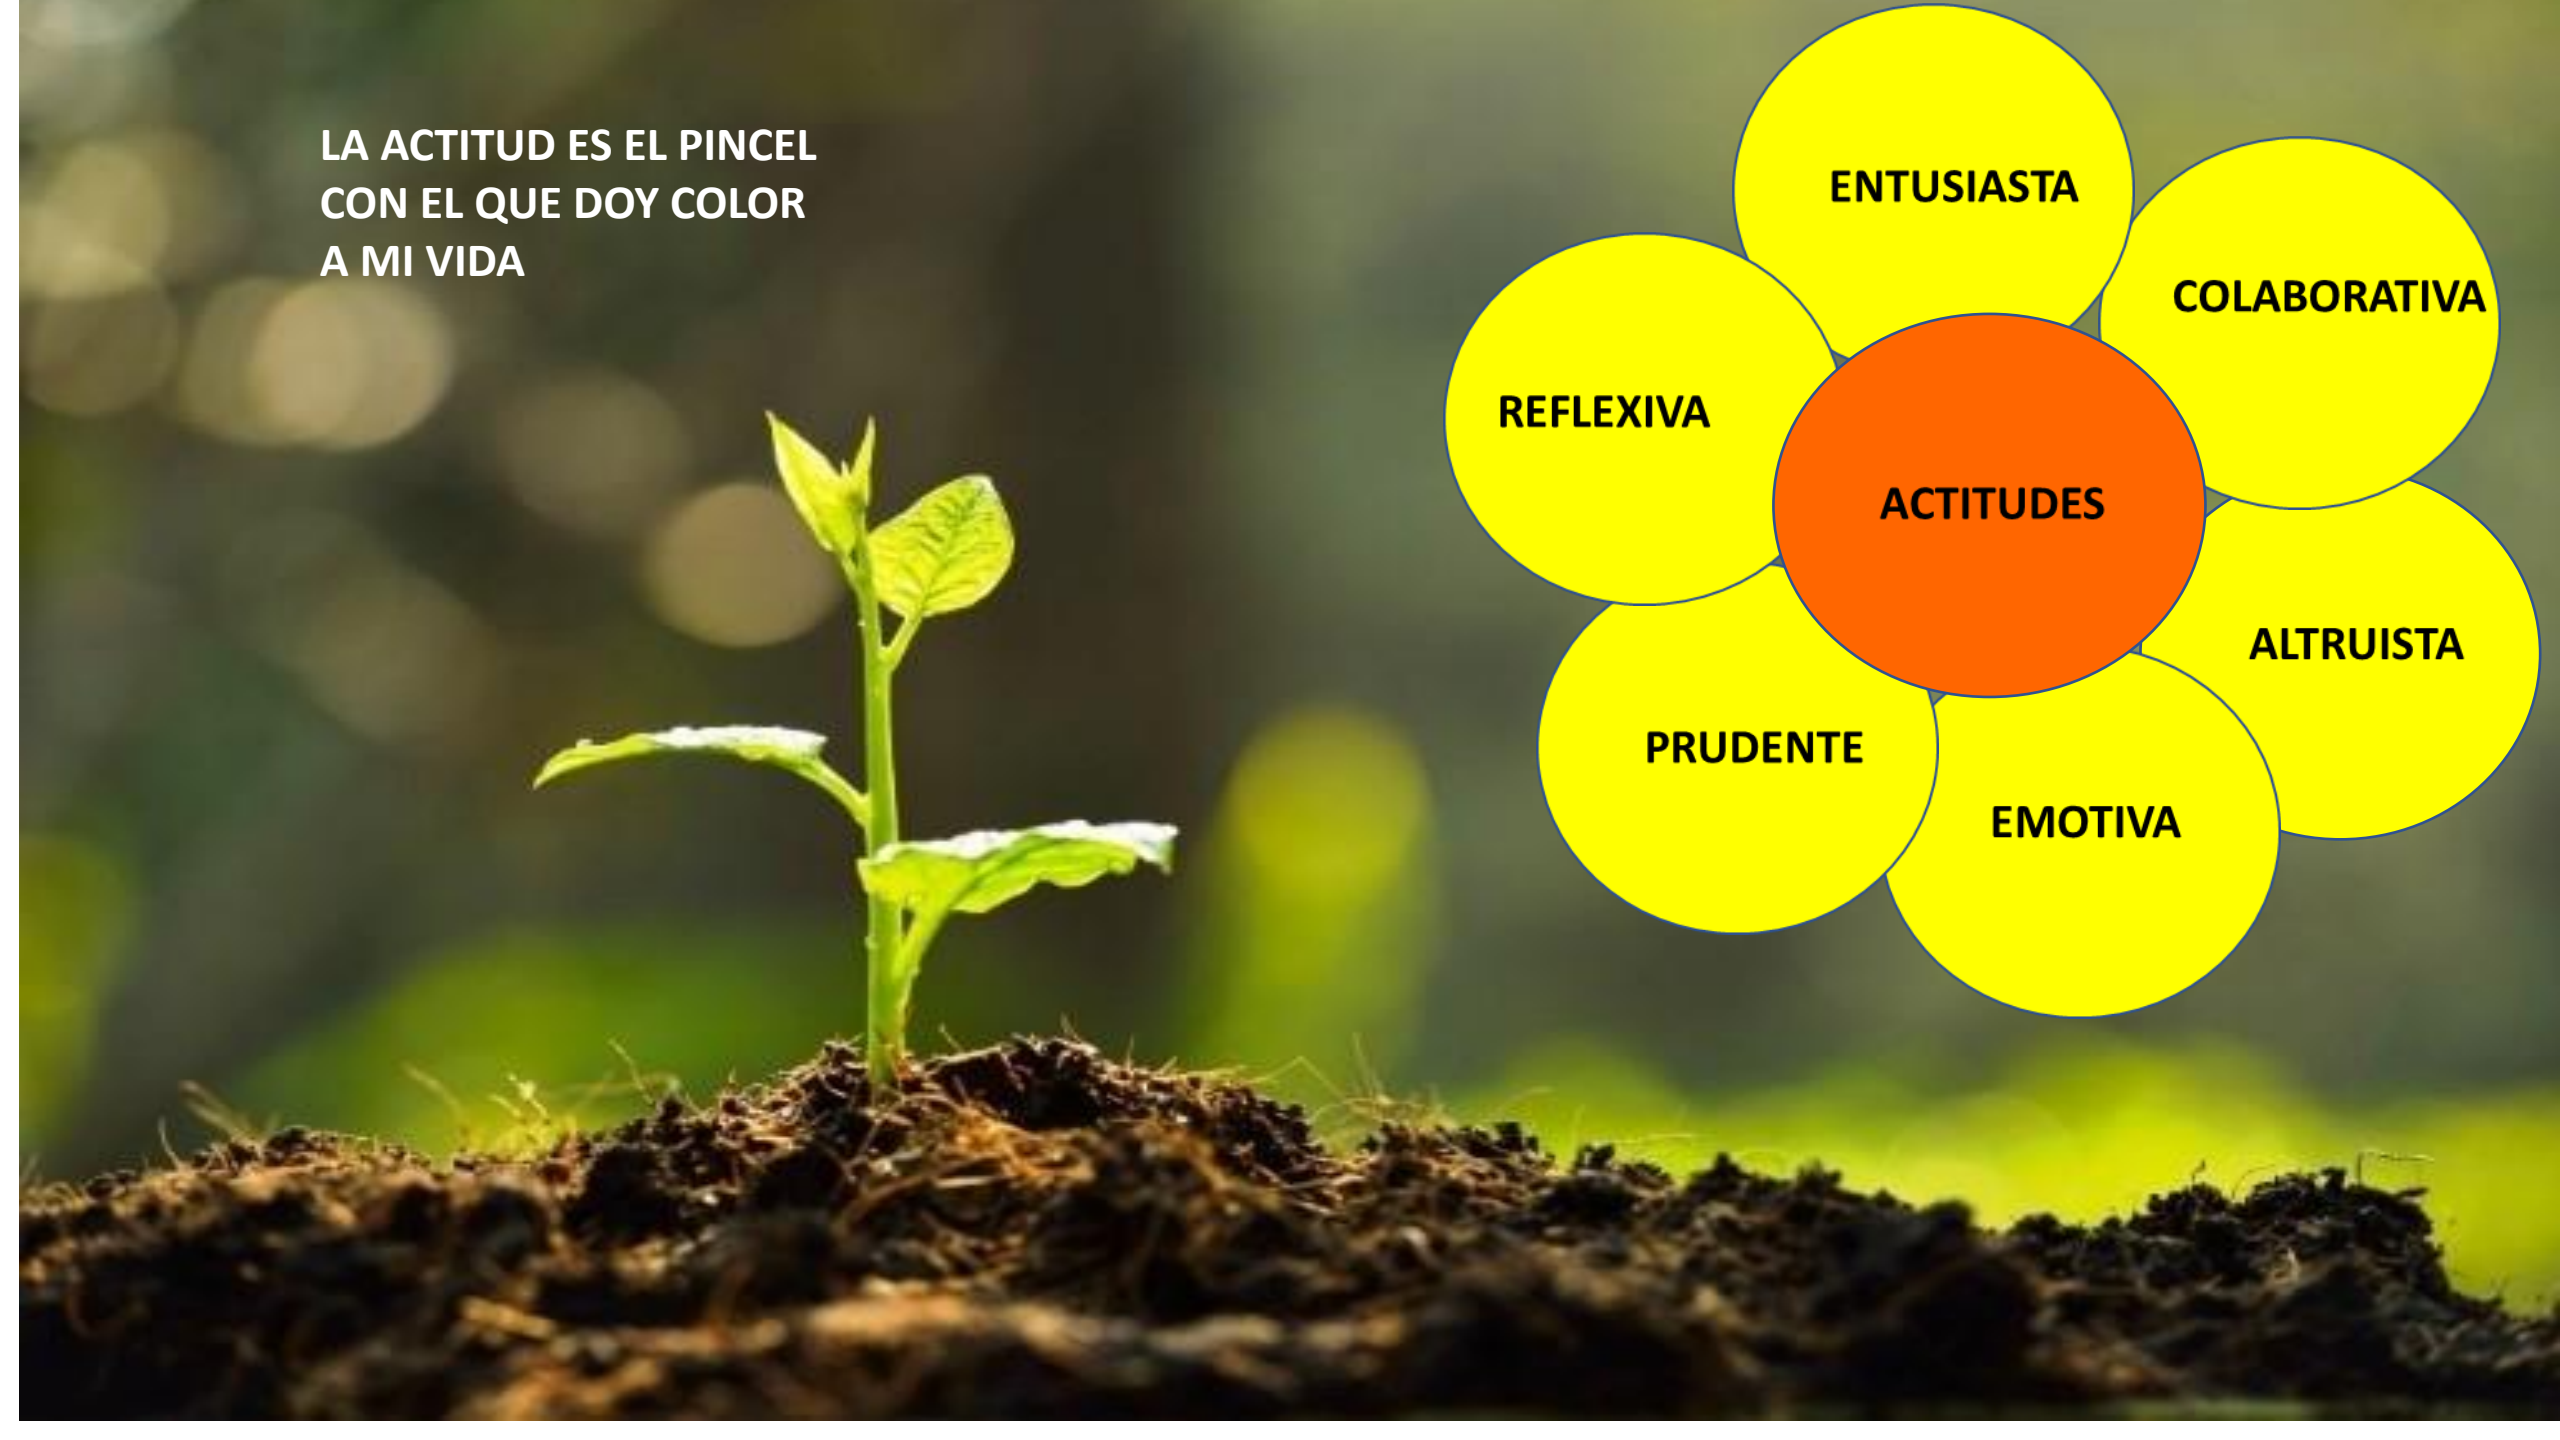 LA ACTITUD ES EL PINCEL
CON EL QUE DOY COLOR
A MI VIDA
ENTUSIASTA
COLABORATIVA
REFLEXIVA
ACTITUDES
ALTRUISTA
PRUDENTE
EMOTIVA